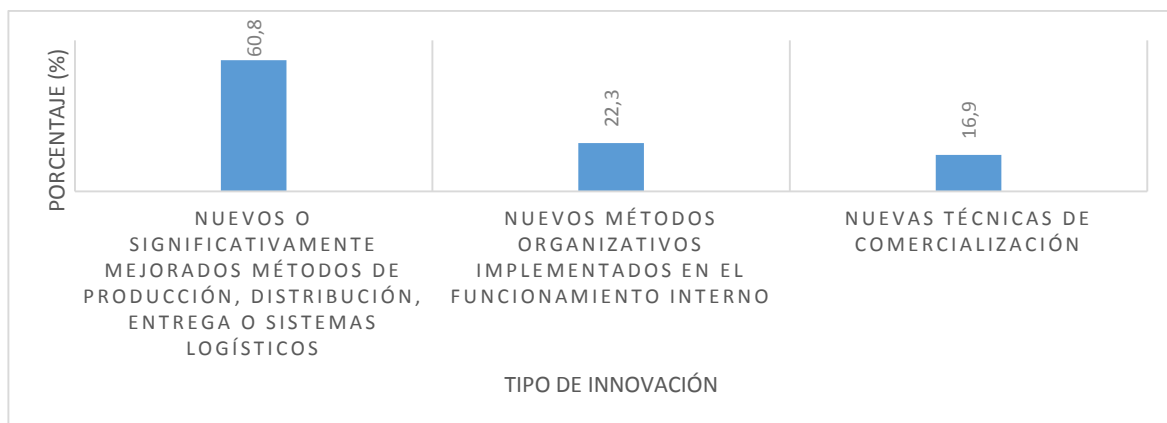 PORCENTAJE (%)
60,8
22,3
16,9
NUEVOS O
SIGNIFICATIVAMENTE
MEJORADOS MÉTODOS DE
PRODUCCIÓN, DISTRIBUCIÓN,
ENTREGA O SISTEMAS
LOGÍSTICOS
NUEVOS MÉTODOS
ORGANIZATIVOS
IMPLEMENTADOS EN EL
FUNCIONAMIENTO INTERNO
NUEVAS TÉCNICAS DE
COMERCIALIZACIÓN
TIPO DE INNOVACIÓN